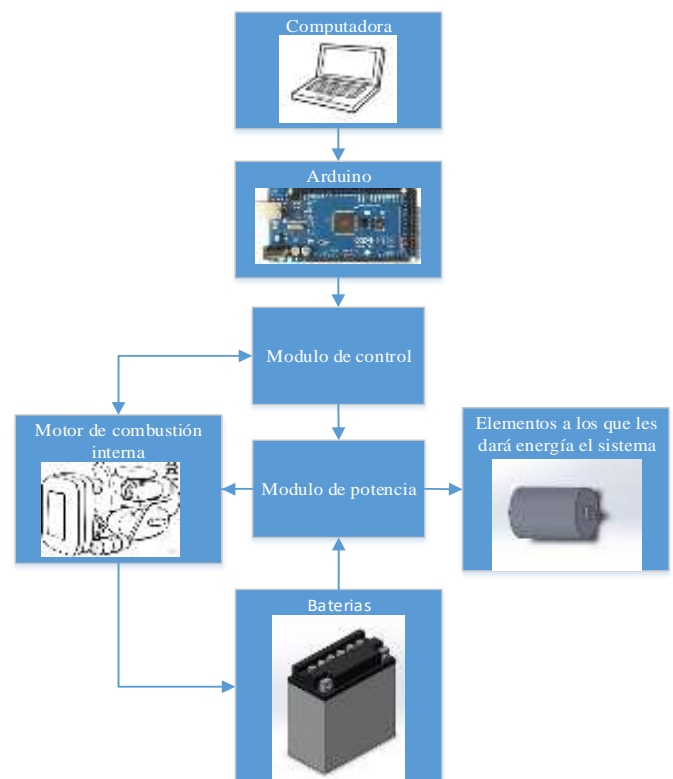 Computadora
Arduino
Modulo de control
Motor de combustión
interna
Modulo de potencia
Elementos a los que les
dará energía el sistema
Baterias